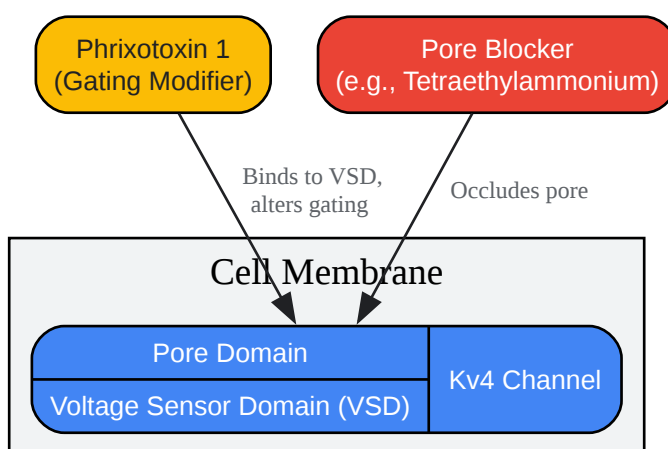 Phrixotoxin 1
(Gating Modifier)
Pore Blocker
(e.g., Tetraethylammonium)
Binds to VSD,
alters gating
Occludes pore
Cell Membrane
Pore Domain
Voltage Sensor Domain (VSD)
Kv4 Channel